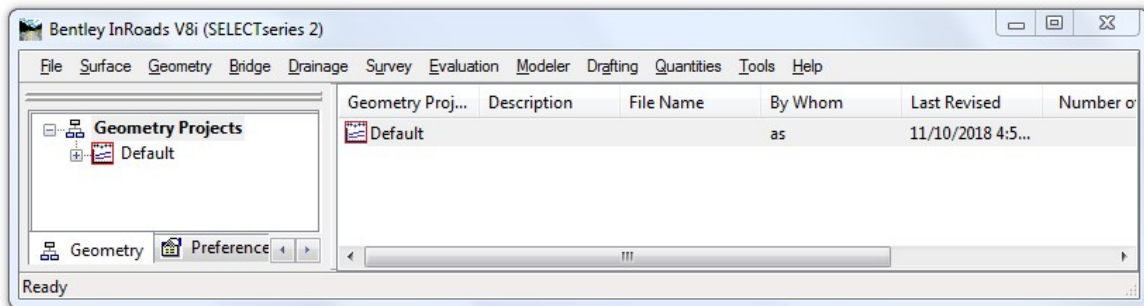 Bentley InRoads V8i (SELECTseries 2)
File Surface Geometry Bridge Drainage Survey Evaluation Modeler Drafting Quantities Tools Help
Geometry Proj... Description File Name By Whom Last Revised Number o
Geometry Projects
Default as 11/10/2018 4:5...
Default
Geometry Preference
Ready